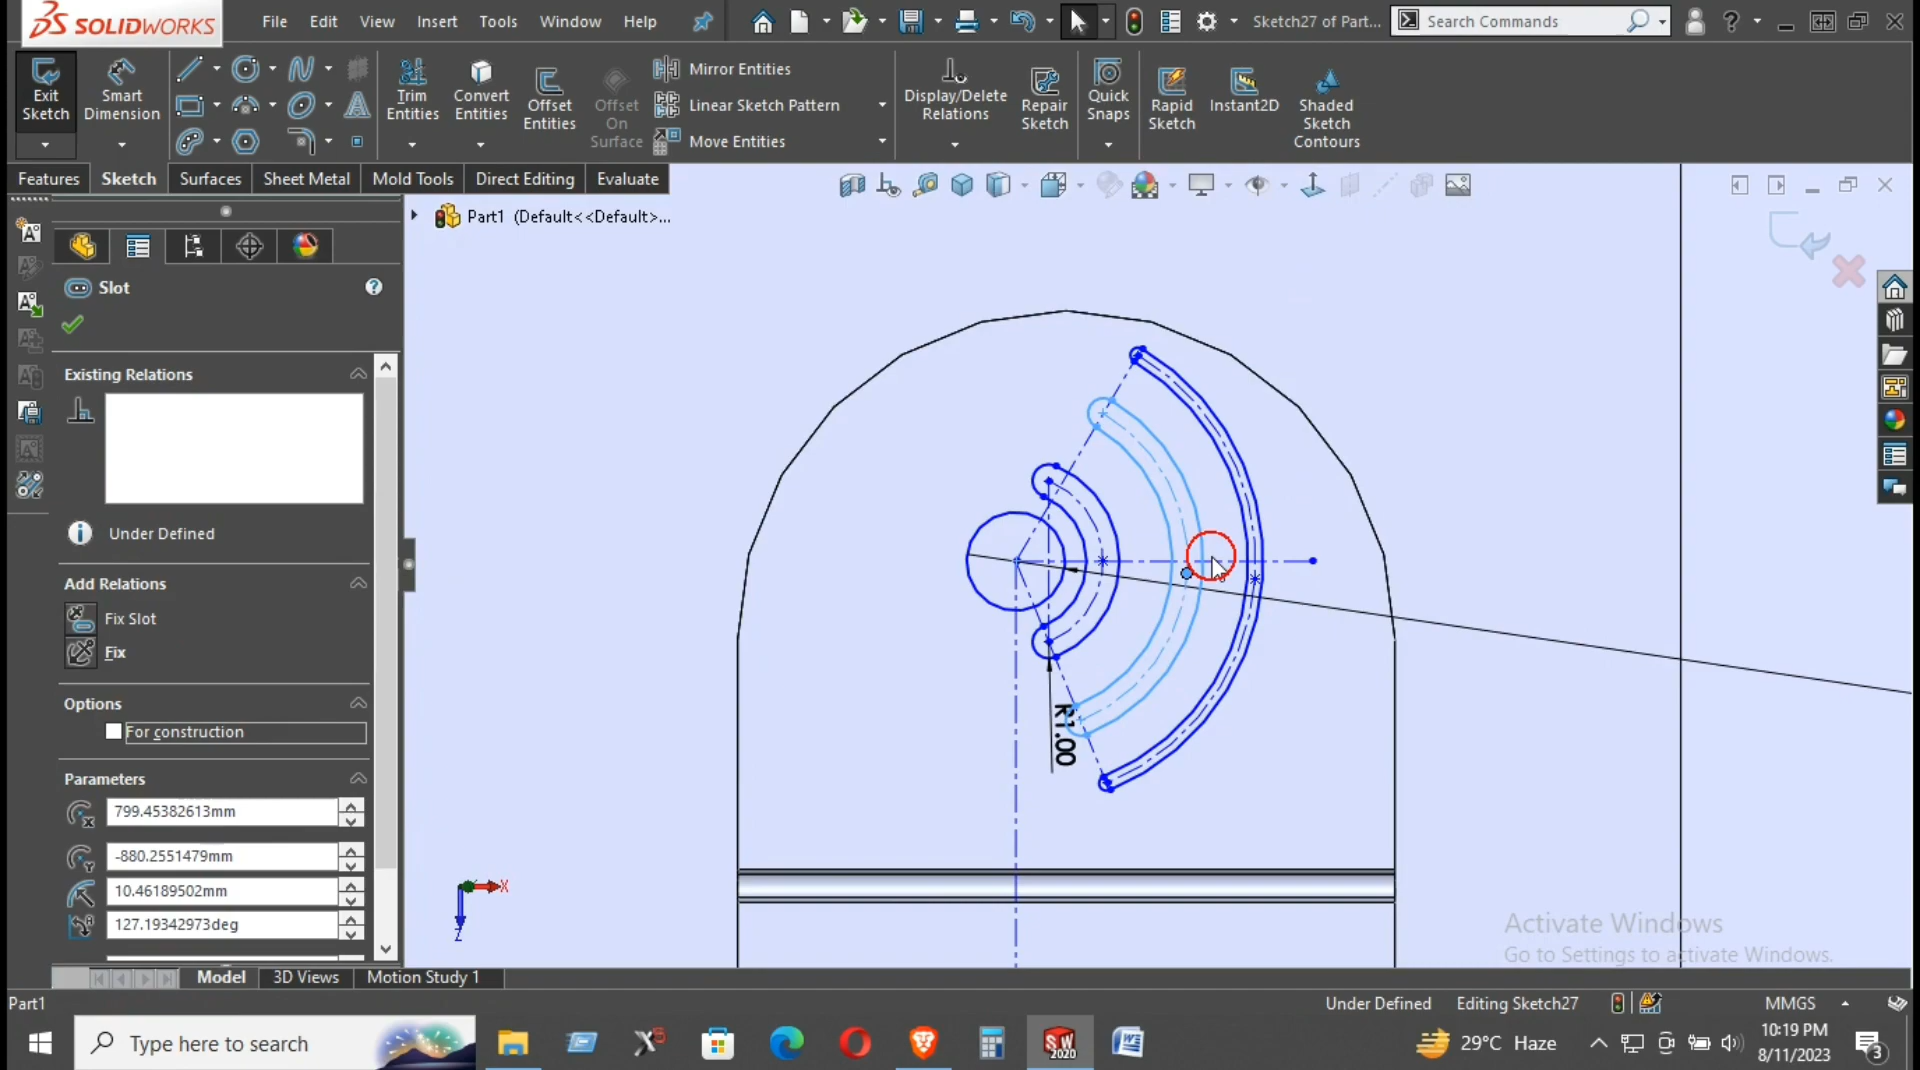 SOLIDWORKS
File Edit View Insert Tools Window Help
Sketch27 of Part...
Search Commands
Exit Sketch
Smart Dimension
Trim Entities
Convert Entities
Offset Entities
Offset On Surface
Mirror Entities
Linear Sketch Pattern
Move Entities
Display/Delete Relations
Repair Sketch
Quick Snaps
Rapid Sketch
Instant2D
Shaded Sketch Contours
Features Sketch Surfaces Sheet Metal Mold Tools Direct Editing Evaluate
Part1 (Default<<Default>...
Slot
Existing Relations
Under Defined
Add Relations
Fix Slot
Fix
Options
For construction
Parameters
799.45382613mm
-880.2551479mm
10.46189502mm
127.19342973deg
R1.00
X
Z
Activate Windows
Go to Settings to activate Windows.
Model 3D Views Motion Study 1
Part1
Under Defined Editing Sketch27 MMGS
Type here to search
SW 2020
29°C Haze
10:19 PM
8/11/2023
3